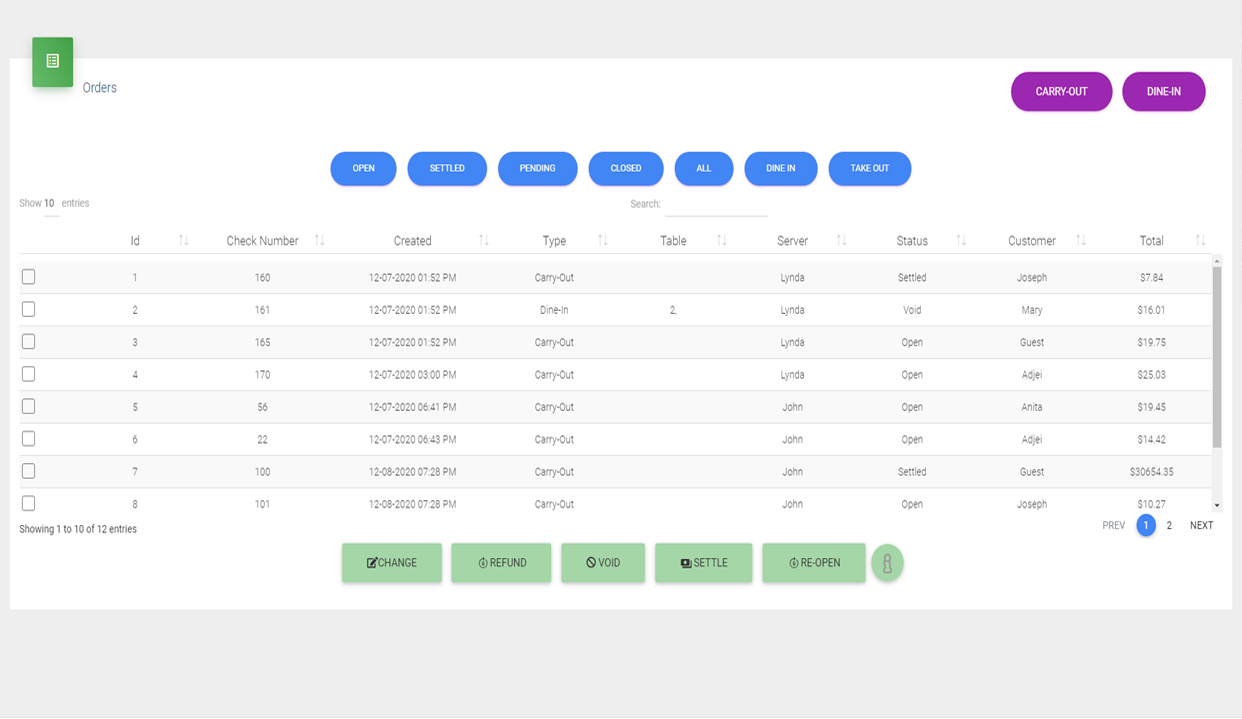 Orders
CARRY-OUT DINE-IN
OPEN SETTLED PENDING CLOSED ALL DINE IN TAKE OUT
Show 10 entries Search:
Id Check Number Created Type Table Server Status Customer Total
1 160 12-07-2020 01:52 PM Carry-Out Lynda Settled Joseph $7.84
2 161 12-07-2020 01:52 PM Dine-In 2, Lynda Void Mary $16.01
3 165 12-07-2020 01:52 PM Carry-Out Lynda Open Guest $19.75
4 170 12-07-2020 03:00 PM Carry-Out Lynda Open Adjei $25.03
5 56 12-07-2020 06:41 PM Carry-Out John Open Anita $19.45
6 22 12-07-2020 06:43 PM Carry-Out John Open Adjei $14.42
7 100 12-08-2020 07:28 PM Carry-Out John Settled Guest $30654.35
8 101 12-08-2020 07:28 PM Carry-Out John Open Joseph $10.27
Showing 1 to 10 of 12 entries PREV 1 2 NEXT
CHANGE REFUND VOID SETTLE RE-OPEN